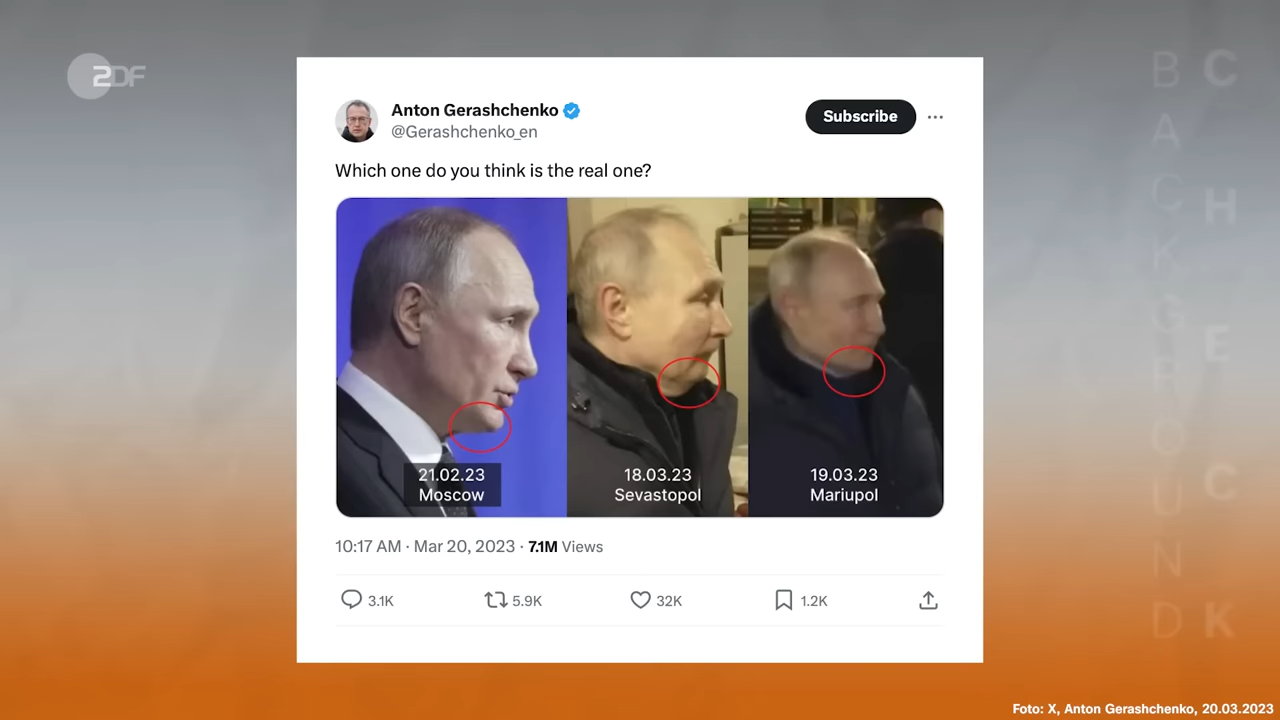 ZDF
Anton Gerashchenko
@Gerashchenko_en
Subscribe
Which one do you think is the real one?
21.02.23
Moscow
18.03.23
Sevastopol
19.03.23
Mariupol
10:17 AM · Mar 20, 2023 · 7.1M Views
3.1K
5.9K
32K
1.2K
BACKGROUND
CHECK
Foto: X, Anton Gerashchenko, 20.03.2023